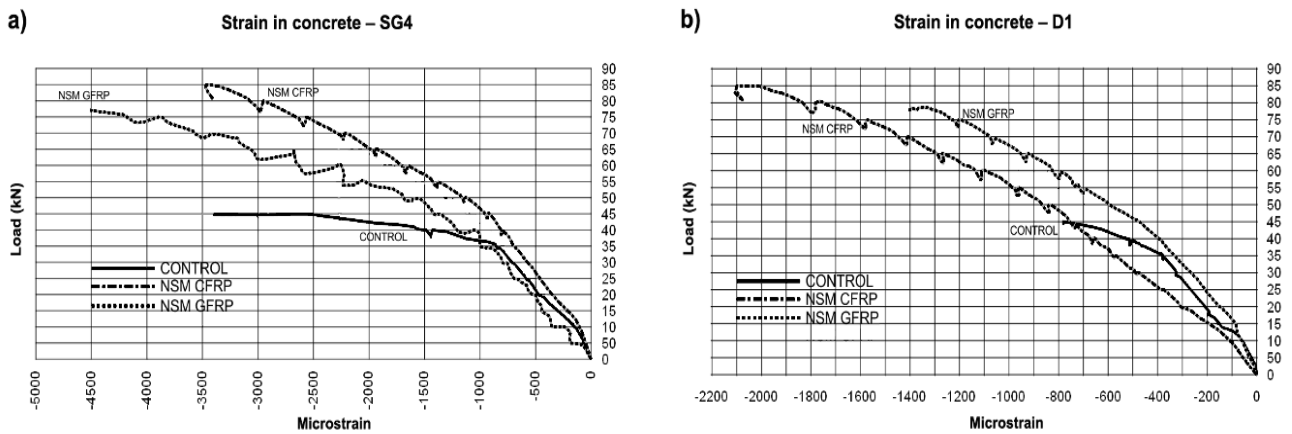 a)
Strain in concrete – SG4
90
85
80
75
70
65
60
55
50
45
40
35
30
25
20
15
10
50
0
Load (kN)
NSM GFRP
NSM CFRP
CONTROL
CONTROL
NSM CFRP
NSM GFRP
-5000 -4500 -4000 -3500 -3000 -2500 -2000 -1500 -1000 -500 0
Microstrain
b)
Strain in concrete – D1
90
85
80
75
70
65
60
55
50
45
40
35
30
25
20
15
10
50
0
Load (kN)
NSM GFRP
NSM CFRP
CONTROL
CONTROL
NSM CFRP
NSM GFRP
-2200 -2000 -1800 -1600 -1400 -1200 -1000 -800 -600 -400 -200 0
Microstrain